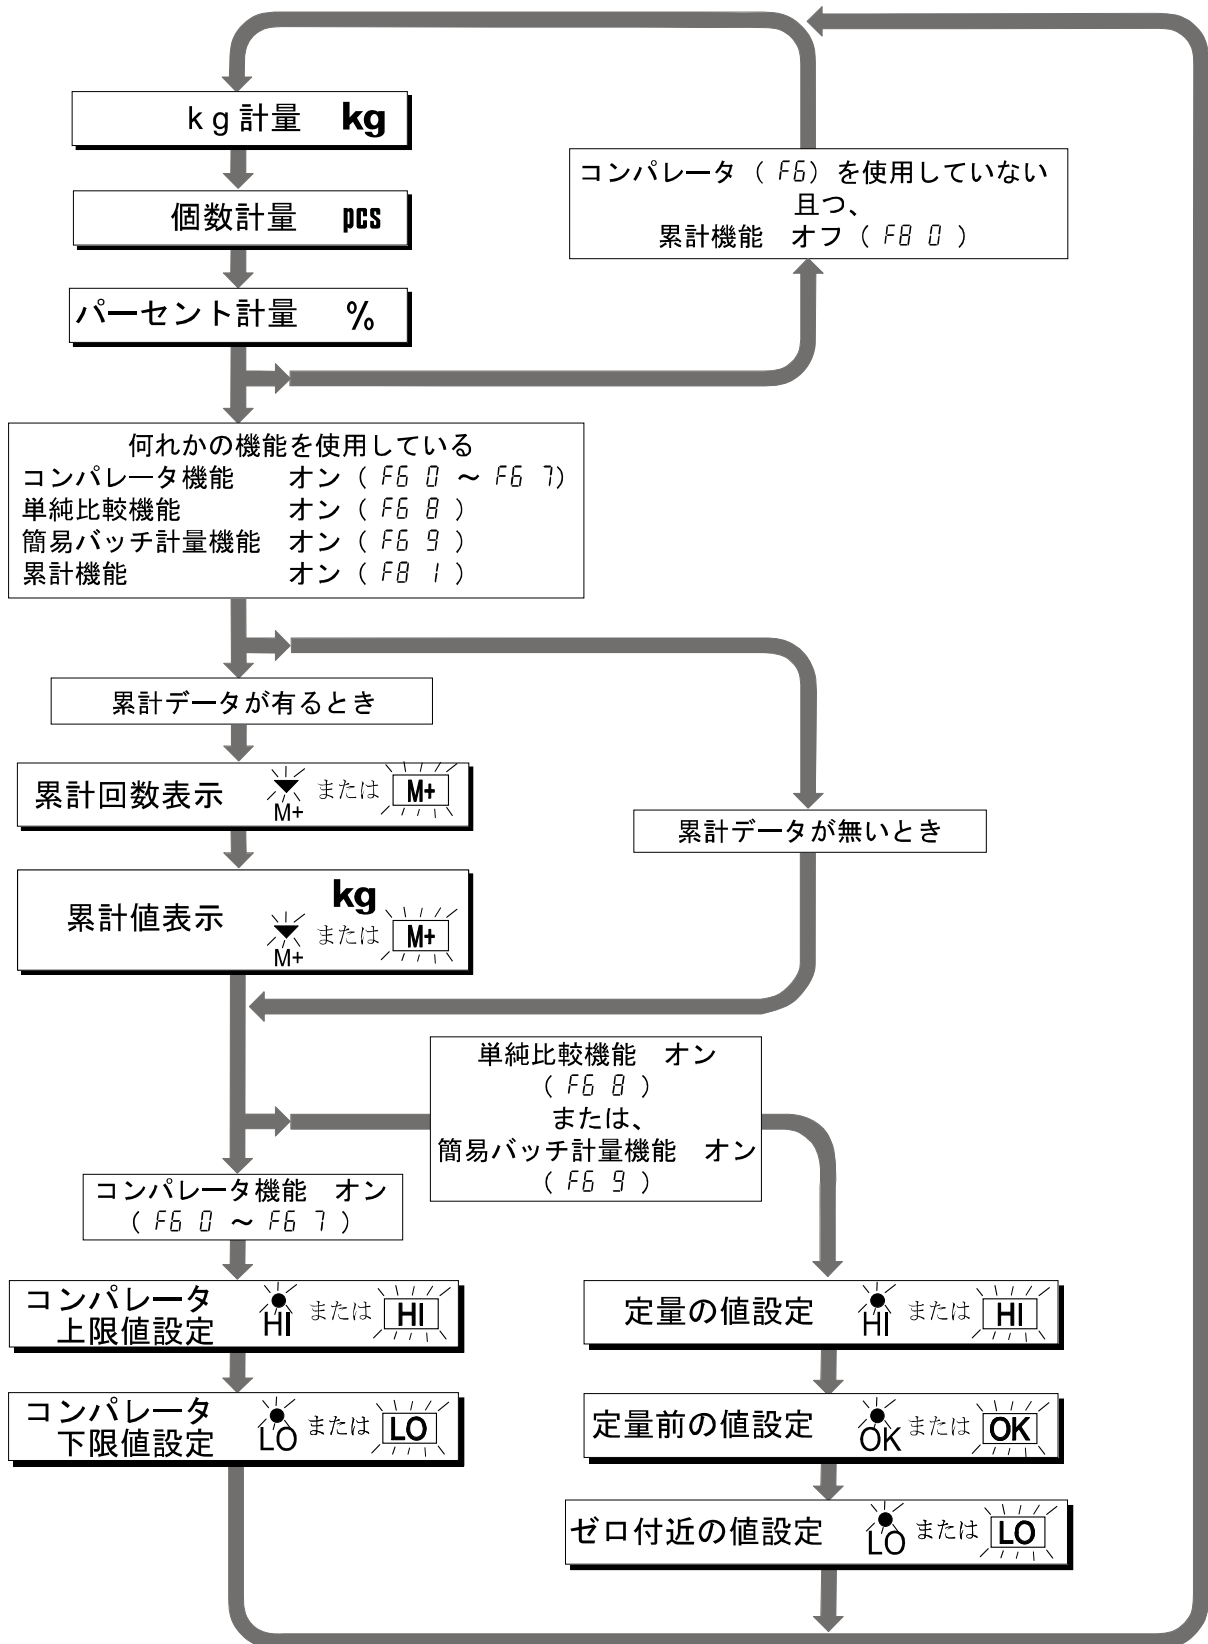 kg計量 kg
個数計量 pcs
パーセント計量 %
コンパレータ（F6）を使用していない
且つ、
累計機能 オフ（F8 0）
何れかの機能を使用している
コンパレータ機能 オン（F6 0 ～ F6 7）
単純比較機能 オン（F6 8）
簡易バッチ計量機能 オン（F6 9）
累計機能 オン（F8 1）
累計データが有るとき
累計回数表示 M+ または M+
累計データが無いとき
累計値表示 kg
M+ または M+
単純比較機能 オン
（F6 8）
または、
簡易バッチ計量機能 オン
（F6 9）
コンパレータ機能 オン
（F6 0 ～ F6 7）
コンパレータ
上限値設定 HI または HI
コンパレータ
下限値設定 LO または LO
定量の値設定 HI または HI
定量前の値設定 OK または OK
ゼロ付近の値設定 LO または LO